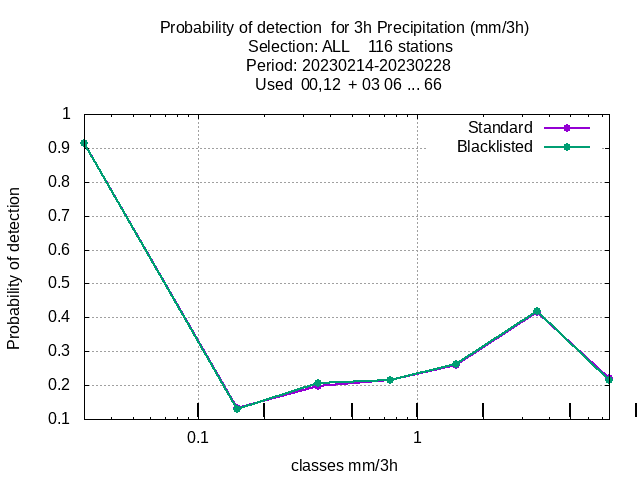 Probability of detection  for 3h Precipitation (mm/3h)
Selection: ALL    116 stations
Period: 20230214-20230228
Used  00,12  + 03 06 ... 66
Standard
Blacklisted
1
0.9
0.8
0.7
0.6
0.5
0.4
0.3
0.2
0.1
Probability of detection
0.1
1
classes mm/3h